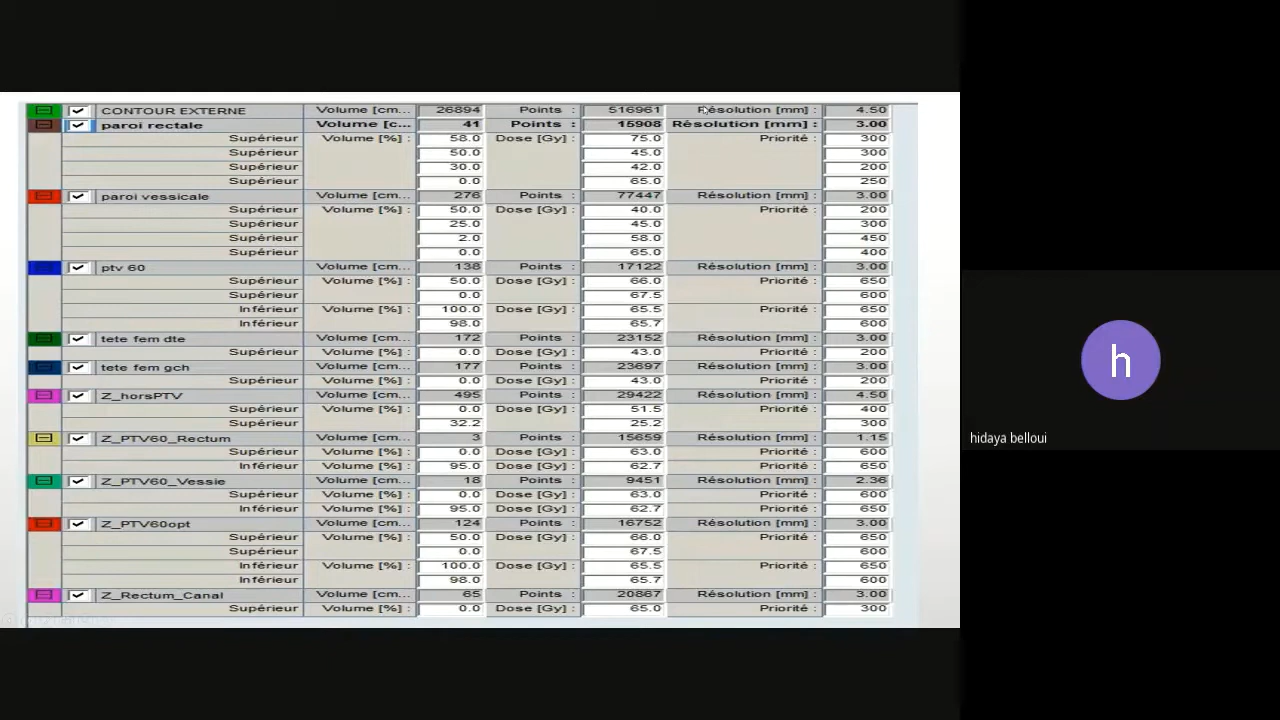 CONTOUR EXTERNE Volume [cm... 26894 Points : 516961 Résolution [mm] : 4.50
paroi rectale Volume [c... 41 Points : 15908 Résolution [mm] : 3.00
Supérieur Volume [%] : 58.0 Dose [Gy] : 75.0 Priorité : 300
Supérieur 50.0 45.0 300
Supérieur 30.0 42.0 200
Supérieur 0.0 65.0 250
paroi vessicale Volume [cm... 276 Points : 77447 Résolution [mm] : 3.00
Supérieur Volume [%] : 50.0 Dose [Gy] : 40.0 Priorité : 200
Supérieur 25.0 45.0 300
Supérieur 2.0 58.0 450
Supérieur 0.0 65.0 400
ptv 60 Volume [cm... 138 Points : 17122 Résolution [mm] : 3.00
Supérieur Volume [%] : 50.0 Dose [Gy] : 66.0 Priorité : 650
Supérieur 0.0 67.5 600
Inférieur Volume [%] : 100.0 Dose [Gy] : 65.5 Priorité : 650
Inférieur 98.0 65.7 600
tete fem dte Volume [cm... 172 Points : 23152 Résolution [mm] : 3.00
Supérieur Volume [%] : 0.0 Dose [Gy] : 43.0 Priorité : 200
tete fem gch Volume [cm... 177 Points : 23697 Résolution [mm] : 3.00
Supérieur Volume [%] : 0.0 Dose [Gy] : 43.0 Priorité : 200
Z_horsPTV Volume [cm... 495 Points : 29422 Résolution [mm] : 4.50
Supérieur Volume [%] : 0.0 Dose [Gy] : 51.5 Priorité : 400
Supérieur Volume [%] : 32.2 Dose [Gy] : 25.2 Priorité : 300
Z_PTV60_Rectum Volume [cm... 3 Points : 15659 Résolution [mm] : 1.15
Supérieur Volume [%] : 0.0 Dose [Gy] : 63.0 Priorité : 600
Inférieur Volume [%] : 95.0 Dose [Gy] : 62.7 Priorité : 650
Z_PTV60_Vessie Volume [cm... 18 Points : 9451 Résolution [mm] : 2.36
Supérieur Volume [%] : 0.0 Dose [Gy] : 63.0 Priorité : 600
Inférieur Volume [%] : 95.0 Dose [Gy] : 62.7 Priorité : 650
Z_PTV60opt Volume [cm... 124 Points : 16752 Résolution [mm] : 3.00
Supérieur Volume [%] : 50.0 Dose [Gy] : 66.0 Priorité : 650
Supérieur 0.0 67.5 600
Inférieur Volume [%] : 100.0 Dose [Gy] : 65.5 Priorité : 650
Inférieur 98.0 65.7 600
Z_Rectum_Canal Volume [cm... 65 Points : 20867 Résolution [mm] : 3.00
Supérieur Volume [%] : 0.0 Dose [Gy] : 65.0 Priorité : 300
h
hidaya belloui